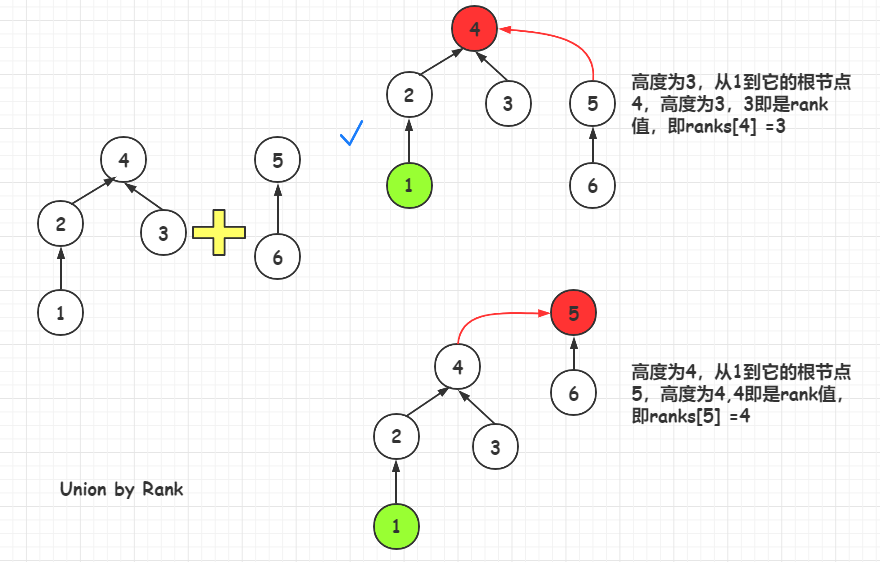 4
2
3
5
1
6
高度为3，从1到它的根节点
4，高度为3，3即是rank
值，即ranks[4] =3
4
5
2
3
6
1
5
4
6
2
3
1
高度为4，从1到它的根节点
5，高度为4,4即是rank值，
即ranks[5] =4
Union by Rank